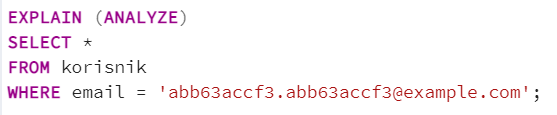 EXPLAIN (ANALYZE)
SELECT *
FROM korisnik
WHERE email = 'abb63accf3.abb63accf3@example.com';